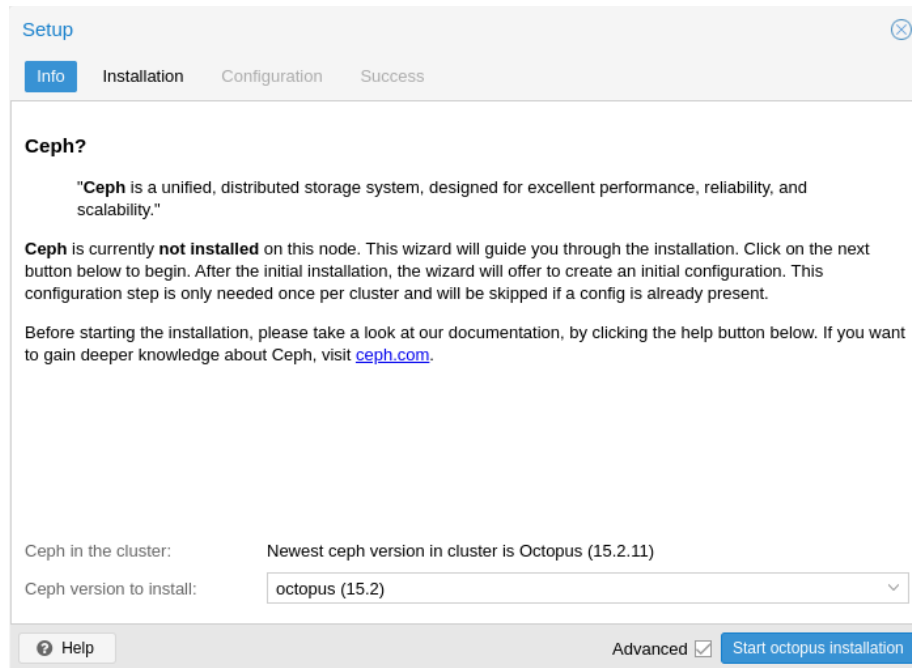 Setup
Info Installation Configuration Success
Ceph?
"Ceph is a unified, distributed storage system, designed for excellent performance, reliability, and
scalability."
Ceph is currently not installed on this node. This wizard will guide you through the installation. Click on the next
button below to begin. After the initial installation, the wizard will offer to create an initial configuration. This
configuration step is only needed once per cluster and will be skipped if a config is already present.
Before starting the installation, please take a look at our documentation, by clicking the help button below. If you want
to gain deeper knowledge about Ceph, visit ceph.com.
Ceph in the cluster: Newest ceph version in cluster is Octopus (15.2.11)
Ceph version to install: octopus (15.2)
Help Advanced Start octopus installation